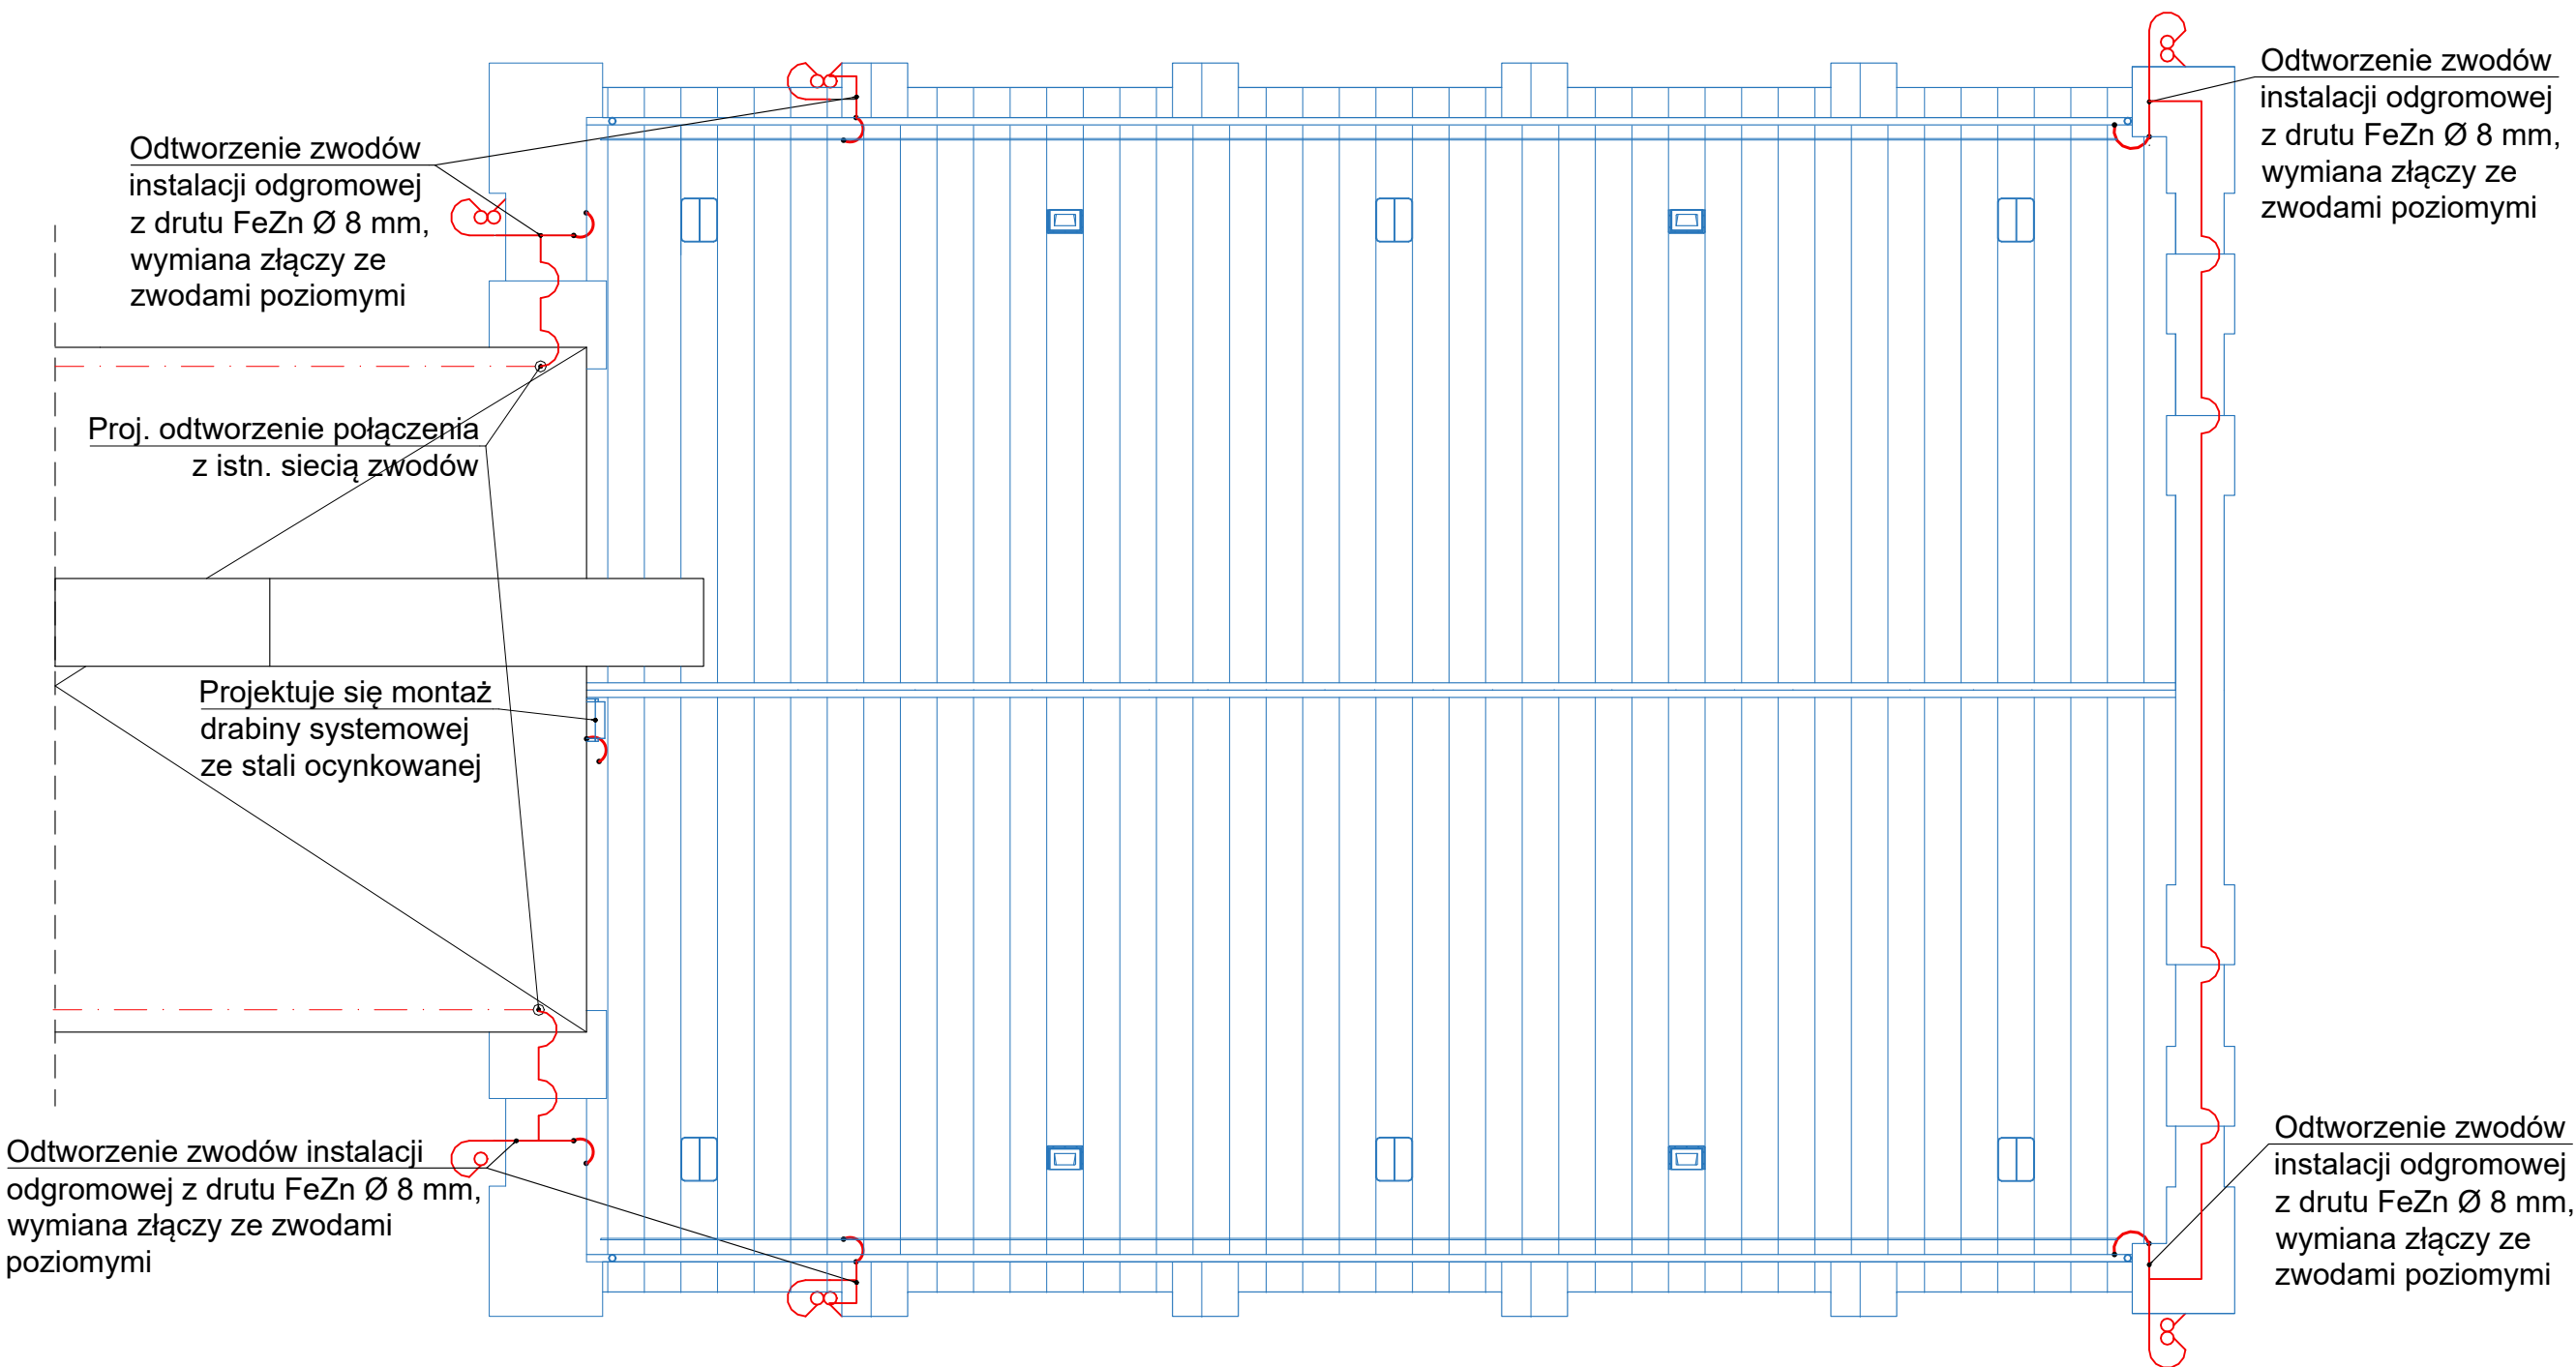 Odtworzenie zwodów
instalacji odgromowej
z drutu FeZn Ø 8 mm,
wymiana złączy ze
zwodami poziomymi
Odtworzenie zwodów
instalacji odgromowej
z drutu FeZn Ø 8 mm,
wymiana złączy ze
zwodami poziomymi
Proj. odtworzenie połączenia
z istn. siecią zwodów
Projektuje się montaż
drabiny systemowej
ze stali ocynkowanej
Odtworzenie zwodów instalacji
odgromowej z drutu FeZn Ø 8 mm,
wymiana złączy ze zwodami
poziomymi
Odtworzenie zwodów
instalacji odgromowej
z drutu FeZn Ø 8 mm,
wymiana złączy ze
zwodami poziomymi